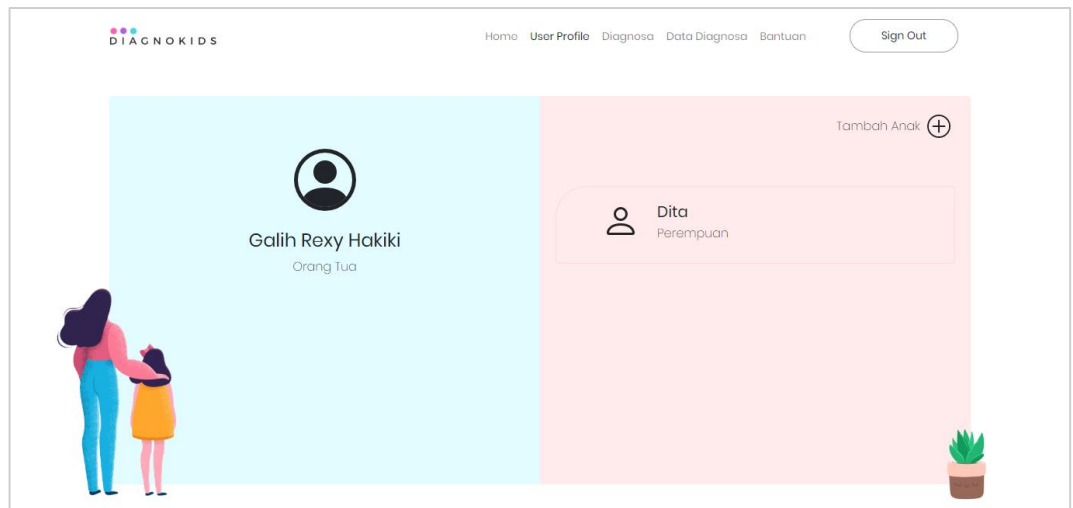 DIAGNOKIDS
Home User Profile Diagnosa Data Diagnosa Bantuan Sign Out
Galih Rexy Hakiki
Orang Tua
Tambah Anak
Dita
Perempuan